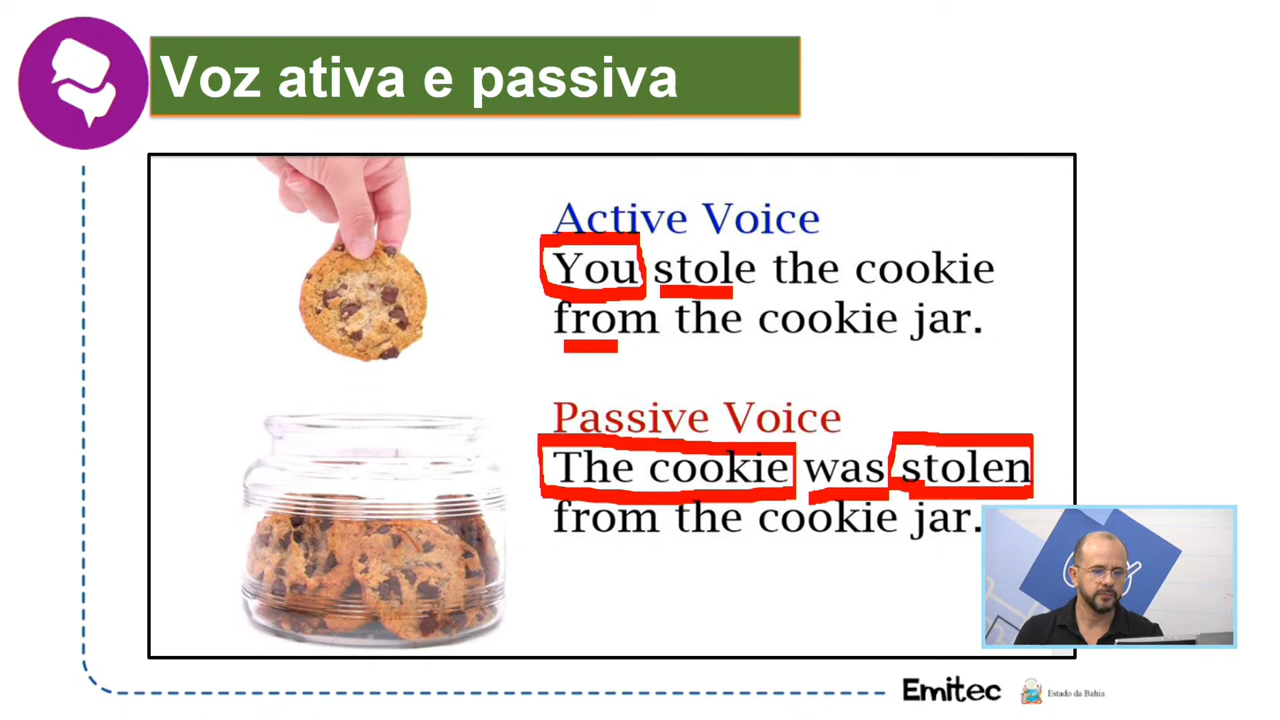 Voz ativa e passiva
Active Voice
You stole the cookie
from the cookie jar.
Passive Voice
The cookie was stolen
from the cookie jar.
Emitec
Estado da Bahia